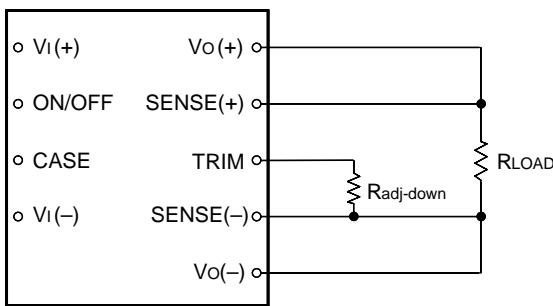 VI(+) VO(+)
ON/OFF SENSE(+)
CASE TRIM RLOAD
Radj-down
VI(–) SENSE(–)
VO(–)